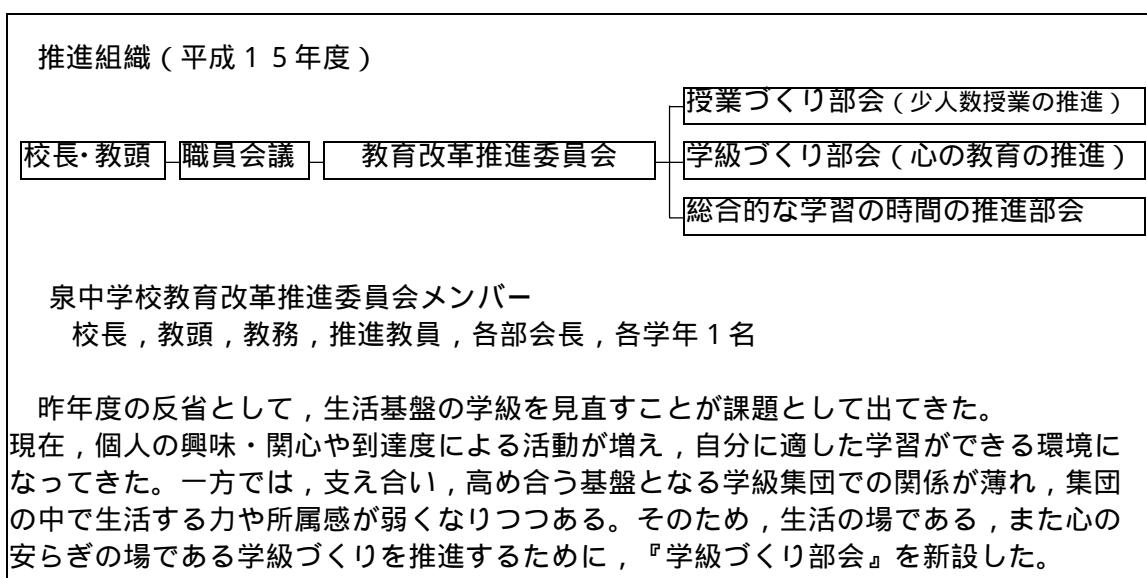 推進組織(平成１５年度)
授業づくり部会(少人数授業の推進)
校長・教頭 職員会議 教育改革推進委員会 学級づくり部会(心の教育の推進)
総合的な学習の時間の推進部会
泉中学校教育改革推進委員会メンバー
校長,教頭,教務,推進教員,各部会長,各学年１名
昨年度の反省として,生活基盤の学級を見直すことが課題として出てきた。
現在,個人の興味・関心や到達度による活動が増え,自分に適した学習ができる環境に
なってきた。一方では,支え合い,高め合う基盤となる学級集団での関係が薄れ,集団
の中で生活する力や所属感が弱くなりつつある。そのため,生活の場である,また心の
安らぎの場である学級づくりを推進するために,『学級づくり部会』を新設した。